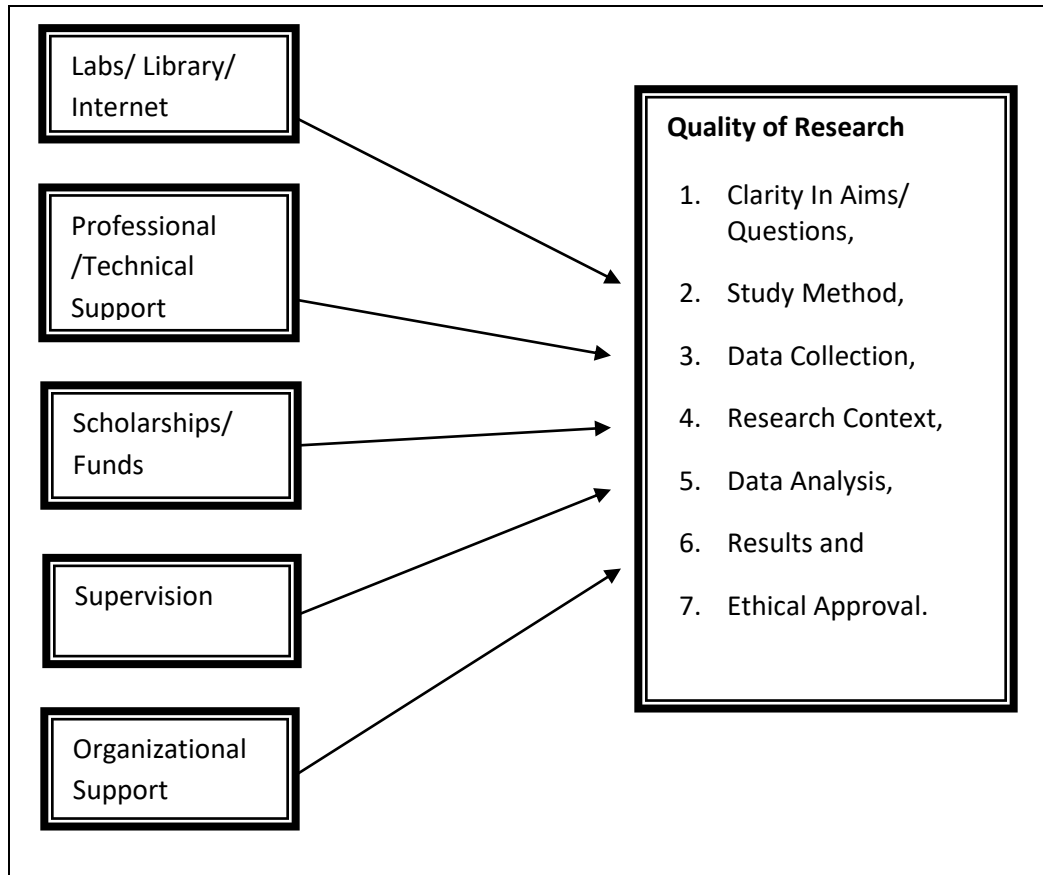 Labs/ Library/
Internet
Professional
/Technical
Support
Scholarships/
Funds
Supervision
Organizational
Support
Quality of Research
1. Clarity In Aims/
Questions,
2. Study Method,
3. Data Collection,
4. Research Context,
5. Data Analysis,
6. Results and
7. Ethical Approval.